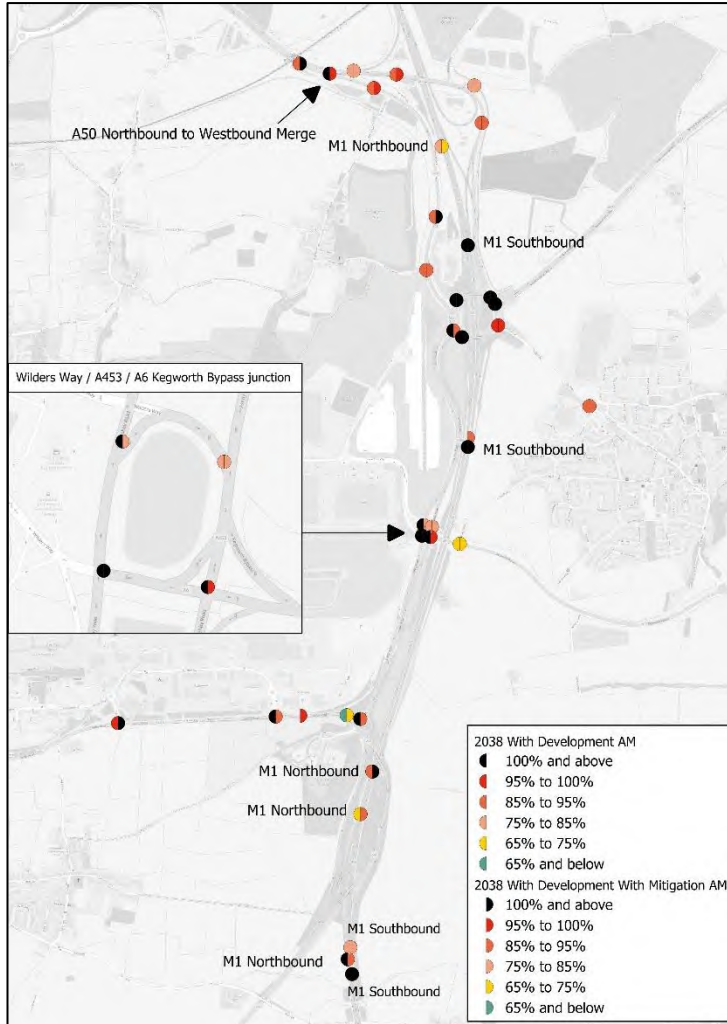 A50 Northbound to Westbound Merge
M1 Northbound
M1 Southbound
Wilders Way / A453 / A6 Kegworth Bypass junction
M1 Southbound
M1 Northbound
M1 Northbound
M1 Southbound
M1 Northbound
M1 Southbound
2038 With Development AM
100% and above
95% to 100%
85% to 95%
75% to 85%
65% to 75%
65% and below
2038 With Development With Mitigation AM
100% and above
95% to 100%
85% to 95%
75% to 85%
65% to 75%
65% and below